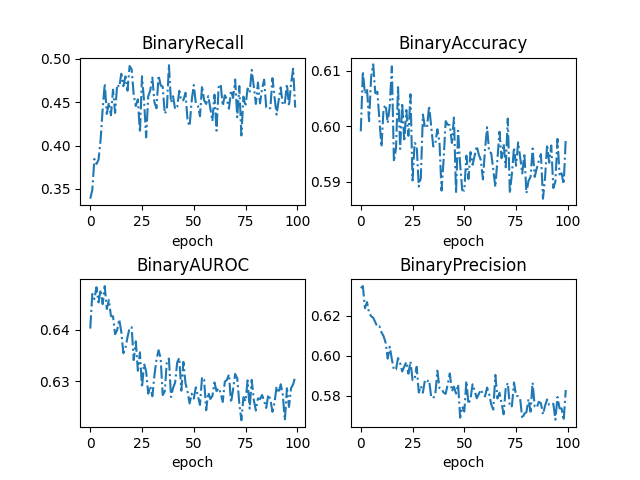 BinaryRecall
0.50
0.45
0.40
0.35
0 25 50 75 100
epoch
BinaryAccuracy
0.61
0.60
0.59
0 25 50 75 100
epoch
BinaryAUROC
0.64
0.63
0 25 50 75 100
epoch
BinaryPrecision
0.62
0.60
0.58
0 25 50 75 100
epoch